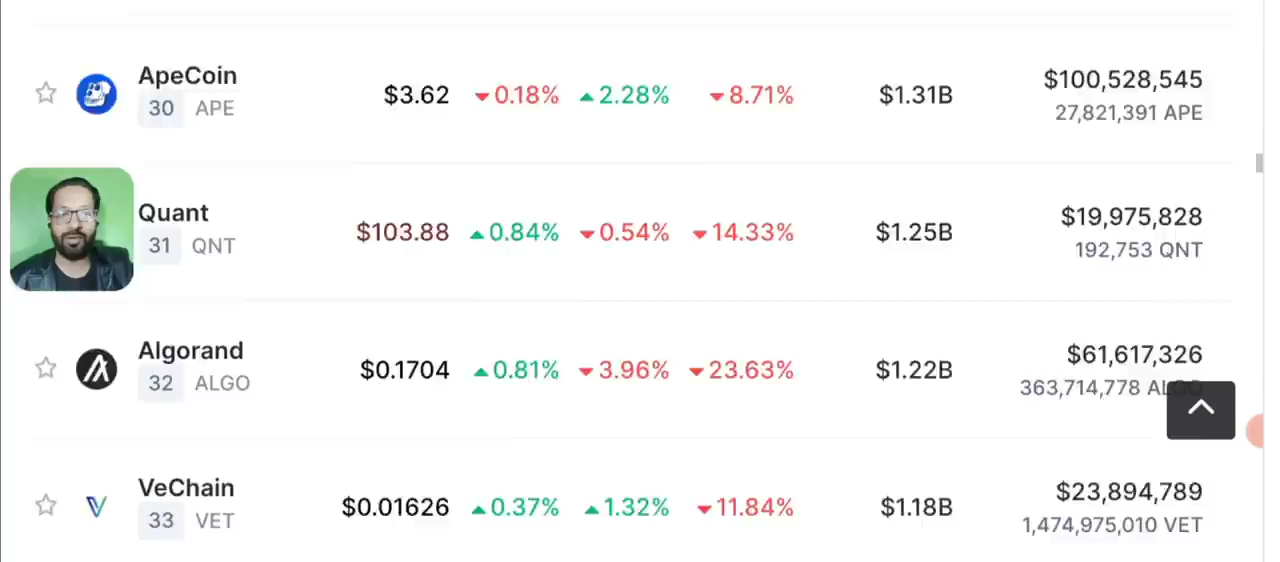 ApeCoin
30 APE
$3.62 0.18% 2.28% 8.71% $1.31B
$100,528,545
27,821,391 APE
Quant
31 QNT
$103.88 0.84% 0.54% 14.33% $1.25B
$19,975,828
192,753 QNT
Algorand
32 ALGO
$0.1704 0.81% 3.96% 23.63% $1.22B
$61,617,326
363,714,778 ALGO
VeChain
33 VET
$0.01626 0.37% 1.32% 11.84% $1.18B
$23,894,789
1,474,975,010 VET